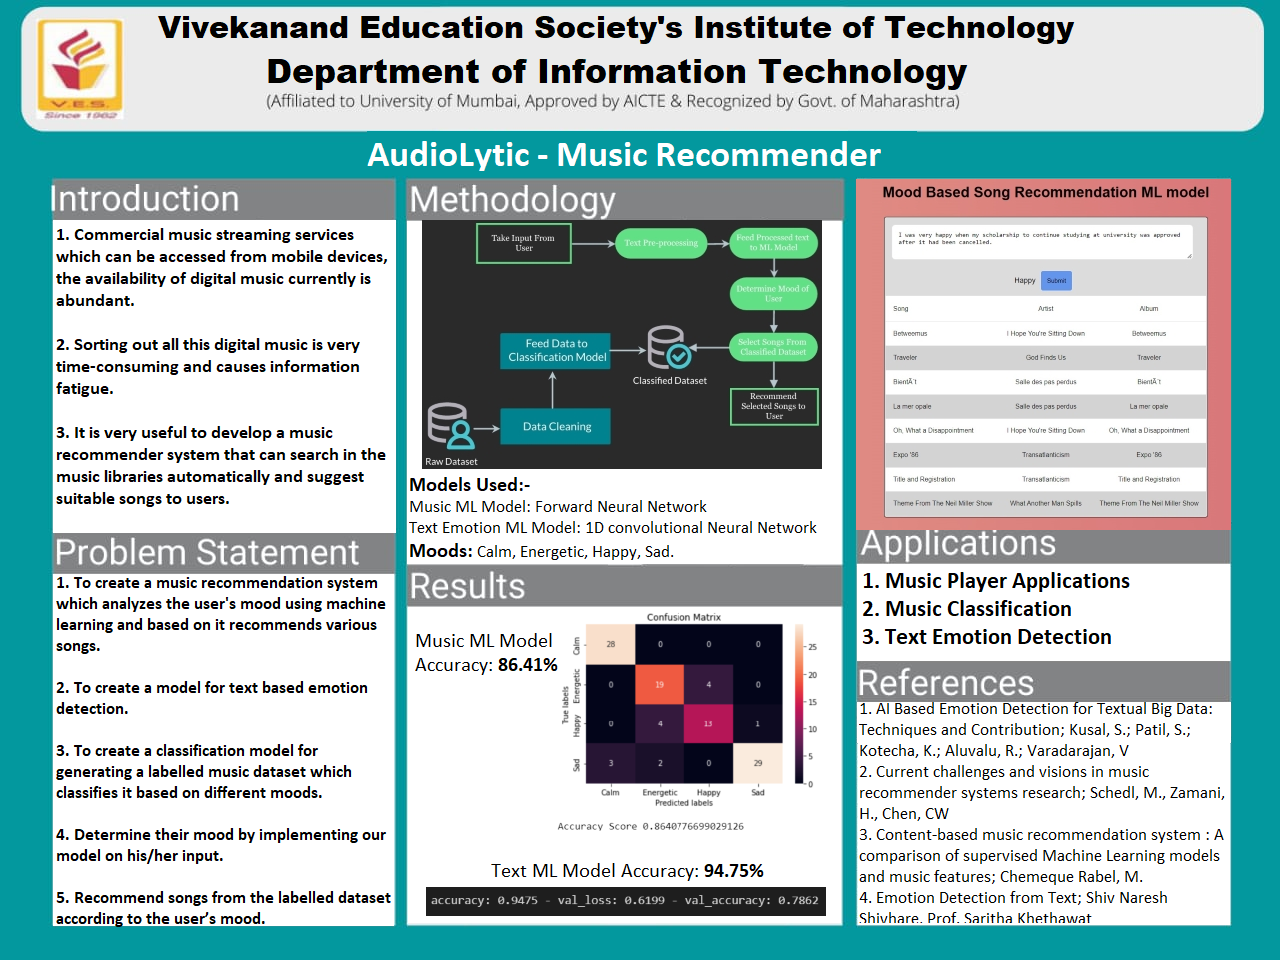 Vivekanand Education Society's Institute of Technology
Department of Information Technology
(Affiliated to University of Mumbai, Approved by AICTE & Recognized by Govt. of Maharashtra)
V.E.S.
Since 1962
AudioLytic - Music Recommender
Introduction
1. Commercial music streaming services
which can be accessed from mobile devices,
the availability of digital music currently is
abundant.
2. Sorting out all this digital music is very
time-consuming and causes information
fatigue.
3. It is very useful to develop a music
recommender system that can search in the
music libraries automatically and suggest
suitable songs to users.
Problem Statement
1. To create a music recommendation system
which analyzes the user's mood using machine
learning and based on it recommends various
songs.
2. To create a model for text based emotion
detection.
3. To create a classification model for
generating a labelled music dataset which
classifies it based on different moods.
4. Determine their mood by implementing our
model on his/her input.
5. Recommend songs from the labelled dataset
according to the user’s mood.
Methodology
Take Input From
User
Text Pre-processing
Feed Processed text
to ML Model
Determine Mood of
User
Select Songs From
Classified Dataset
Recommend
Selected Songs to
User
Feed Data to
Classification Model
Classified Dataset
Data Cleaning
Raw Dataset
Models Used:-
Music ML Model: Forward Neural Network
Text Emotion ML Model: 1D convolutional Neural Network
Moods: Calm, Energetic, Happy, Sad.
Results
Music ML Model
Accuracy: 86.41%
Confusion Matrix
True labels
Calm 28 0 0 0
Energetic 0 19 4 0
Happy 0 4 13 1
Sad 3 2 0 29
Calm Energetic Happy Sad
Predicted labels
25
20
15
10
5
0
Accuracy Score 0.8640776699029126
Text ML Model Accuracy: 94.75%
accuracy: 0.9475 - val_loss: 0.6199 - val_accuracy: 0.7862
Mood Based Song Recommendation ML model
I was very happy when my scholarship to continue studying at university was approved
after it had been cancelled.
Happy Submit
Song Artist Album
Betweemus I Hope You're Sitting Down Betweemus
Traveler God Finds Us Traveler
BientÃ´t Salle des pas perdus BientÃ´t
La mer opale Salle des pas perdus La mer opale
Oh, What a Disappointment I Hope You're Sitting Down Oh, What a Disappointment
Expo '86 Transatlanticism Expo '86
Title and Registration Transatlanticism Title and Registration
Theme From The Neil Miller Show What Another Man Spills Theme From The Neil Miller Show
Applications
1. Music Player Applications
2. Music Classification
3. Text Emotion Detection
References
1. AI Based Emotion Detection for Textual Big Data:
Techniques and Contribution; Kusal, S.; Patil, S.;
Kotecha, K.; Aluvalu, R.; Varadarajan, V
2. Current challenges and visions in music
recommender systems research; Schedl, M., Zamani,
H., Chen, CW
3. Content-based music recommendation system : A
comparison of supervised Machine Learning models
and music features; Chemeque Rabel, M.
4. Emotion Detection from Text; Shiv Naresh
Shivhare, Prof. Saritha Khethawat